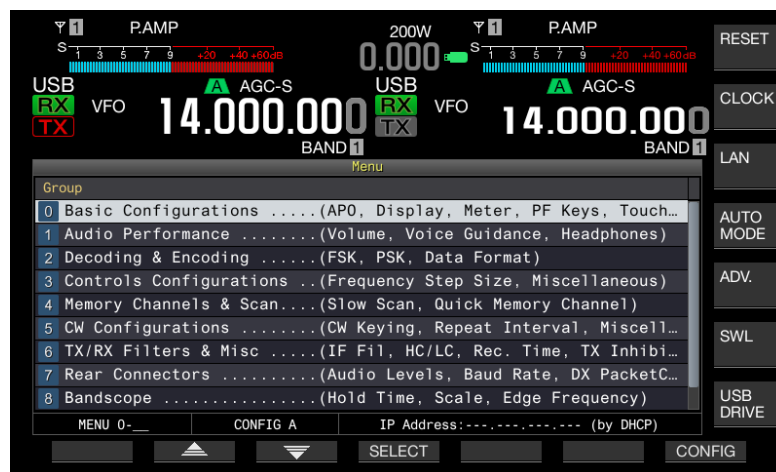 1 P.AMP 200W 1 P.AMP RESET
S 1 3 5 7 9 +20 +40 +60dB 0.000 S 1 3 5 7 9 +20 +40 +60dB
USB A AGC-S USB A AGC-S
RX VFO 14.000.000 RX VFO 14.000.000 CLOCK
TX TX
BAND 1 BAND 1
LAN
Menu
Group
0 Basic Configurations .....(APO, Display, Meter, PF Keys, Touch…
AUTO
MODE
1 Audio Performance ........(Volume, Voice Guidance, Headphones)
2 Decoding & Encoding ......(FSK, PSK, Data Format)
3 Controls Configurations ..(Frequency Step Size, Miscellaneous)
ADV.
4 Memory Channels & Scan....(Slow Scan, Quick Memory Channel)
5 CW Configurations ........(CW Keying, Repeat Interval, Miscell…
SWL
6 TX/RX Filters & Misc .....(IF Fil, HC/LC, Rec. Time, TX Inhibi…
7 Rear Connectors ..........(Audio Levels, Baud Rate, DX PacketC…
8 Bandscope ................(Hold Time, Scale, Edge Frequency)
USB
DRIVE
MENU 0-__ CONFIG A IP Address:---.---.---.--- (by DHCP)
SELECT CONFIG